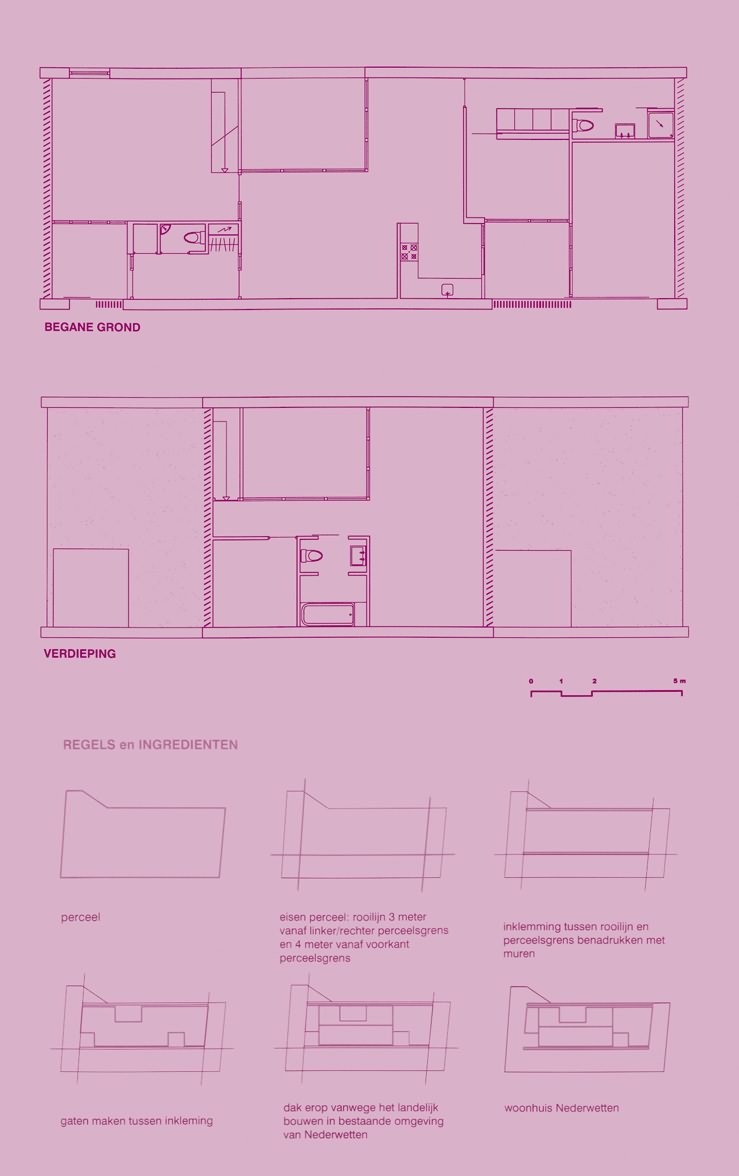 BEGANE GROND
VERDIEPING
0 1 2 5 m
REGELS en INGREDIENTEN
perceel
eisen perceel: rooilijn 3 meter
vanaf linker/rechter perceelsgrens
en 4 meter vanaf voorkant
perceelsgrens
inklemming tussen rooilijn en
perceelsgrens benadrukken met
muren
gaten maken tussen inkleming
dak erop vanwege het landelijk
bouwen in bestaande omgeving
van Nederwetten
woonhuis Nederwetten